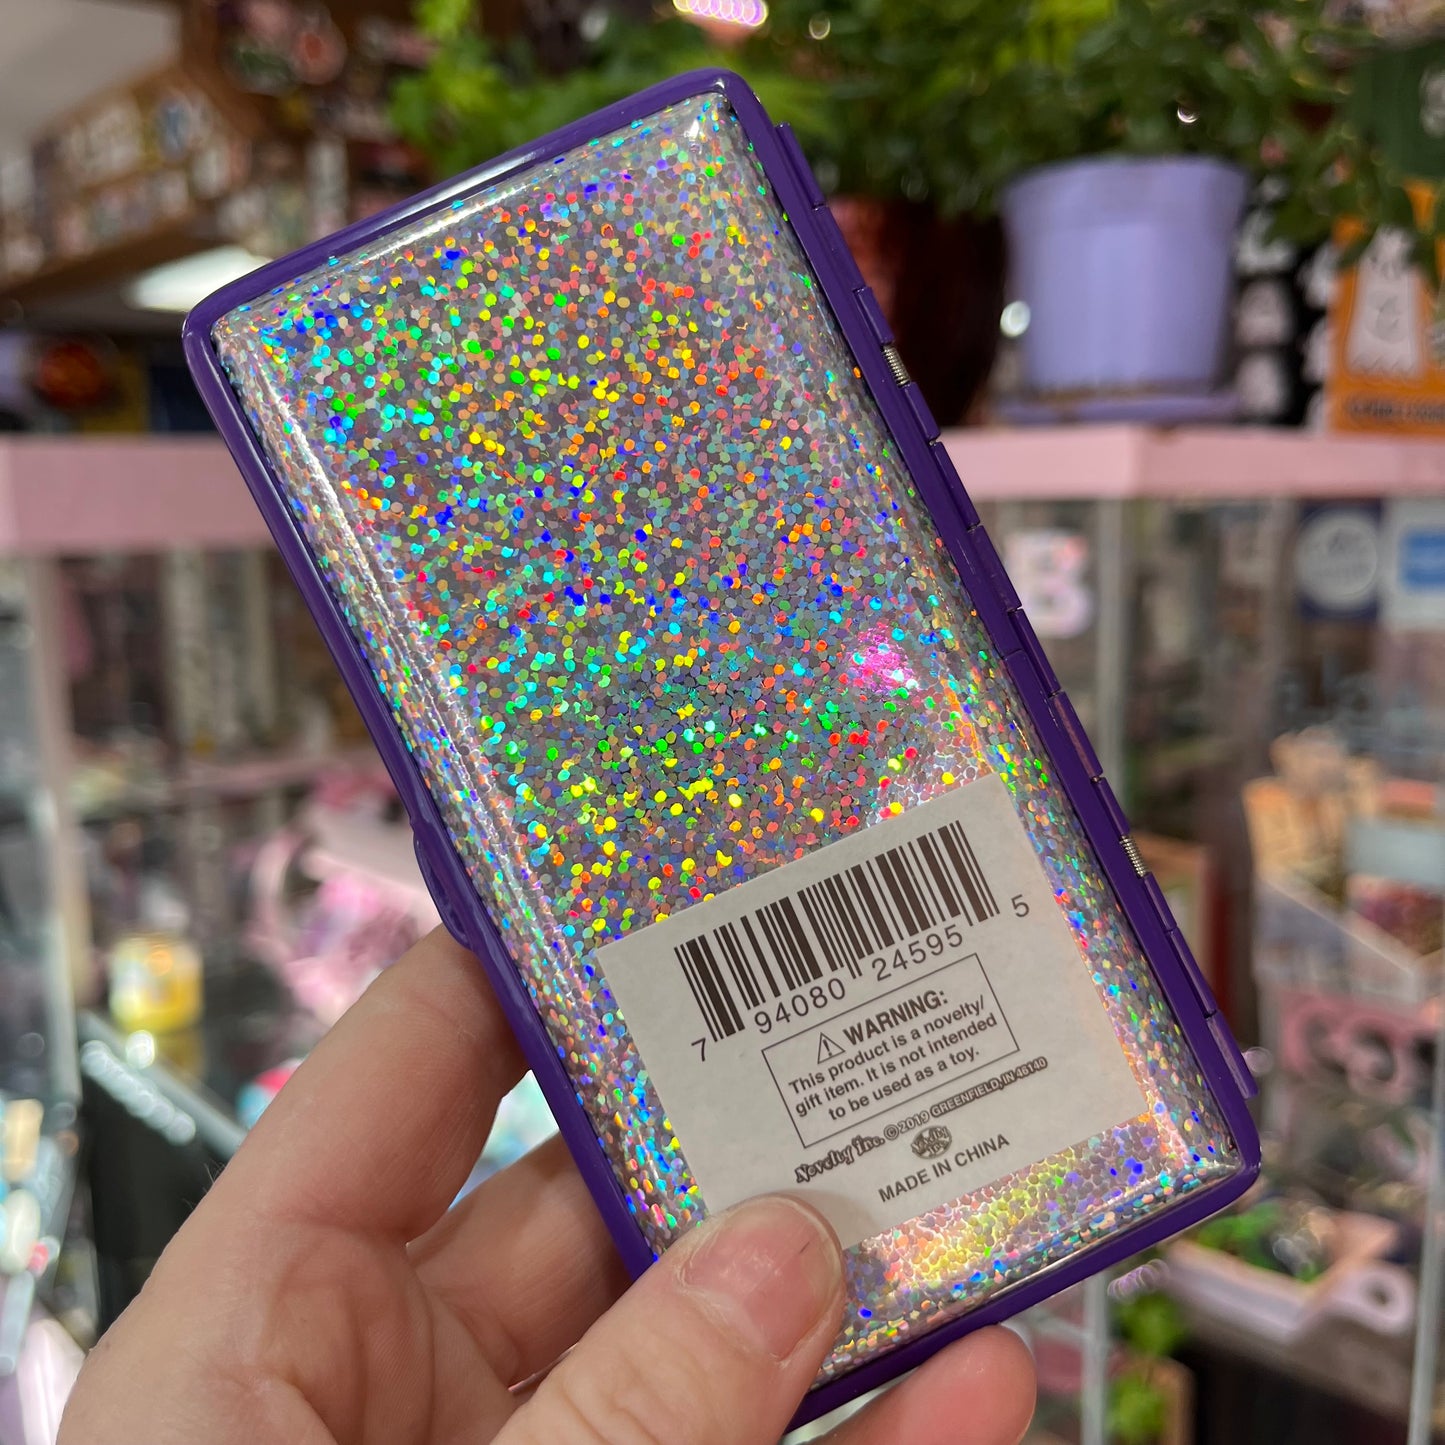 7 94080 24595 5
⚠ WARNING:
This product is a novelty/
gift item. It is not intended
to be used as a toy.
Novelty Inc. © 2019 GREENFIELD, IN 46140
MADE IN CHINA